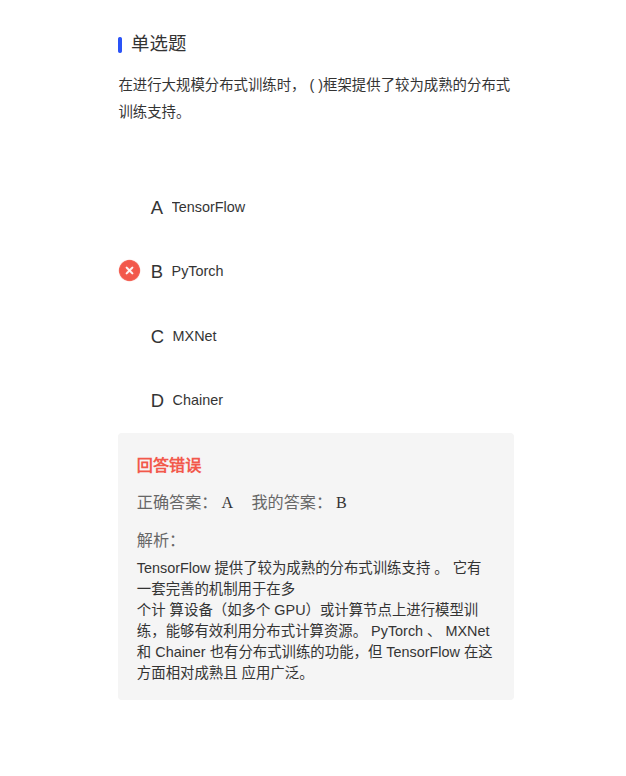 单选题
在进行大规模分布式训练时， ( )框架提供了较为成熟的分布式
训练支持。
A TensorFlow
B PyTorch
C MXNet
D Chainer
回答错误
正确答案： A 我的答案： B
解析：
TensorFlow 提供了较为成熟的分布式训练支持 。 它有
一套完善的机制用于在多
个计 算设备（如多个 GPU）或计算节点上进行模型训
练，能够有效利用分布式计算资源。 PyTorch 、 MXNet
和 Chainer 也有分布式训练的功能，但 TensorFlow 在这
方面相对成熟且 应用广泛。